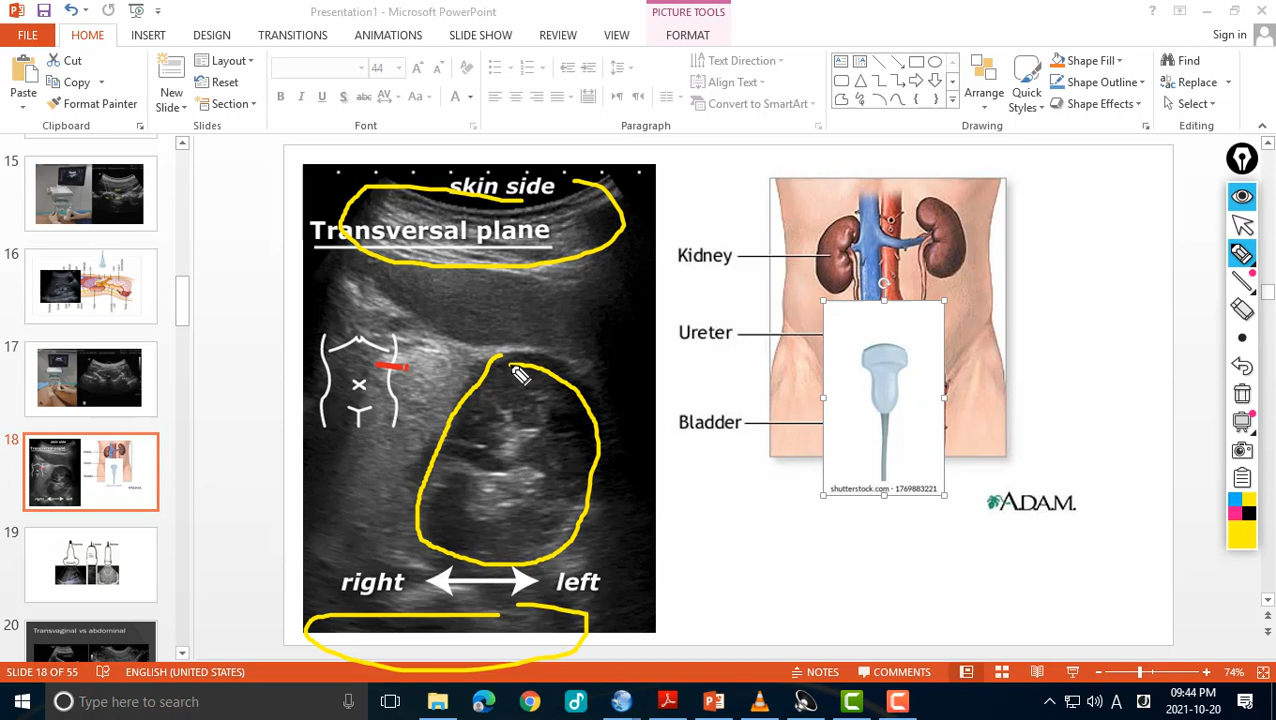 Presentation1 - Microsoft PowerPoint
PICTURE TOOLS
Sign in
FILE
HOME
INSERT
DESIGN
TRANSITIONS
ANIMATIONS
SLIDE SHOW
REVIEW
VIEW
FORMAT
Paste
Cut
Copy
Format Painter
Clipboard
New
Slide
Layout
Reset
Section
Slides
44
B I U S abc AV Aa A
Font
Text Direction
Align Text
Convert to SmartArt
Paragraph
Arrange
Quick
Styles
Shape Fill
Shape Outline
Shape Effects
Drawing
Find
Replace
Select
Editing
15
16
17
18
19
20
Transvaginal vs abdominal
skin side
Transversal plane
right
left
Kidney
Ureter
Bladder
shutterstock.com · 1769883221
A.D.A.M.
SLIDE 18 OF 55
ENGLISH (UNITED STATES)
NOTES
COMMENTS
74%
Type here to search
09:44 PM
2021-10-20